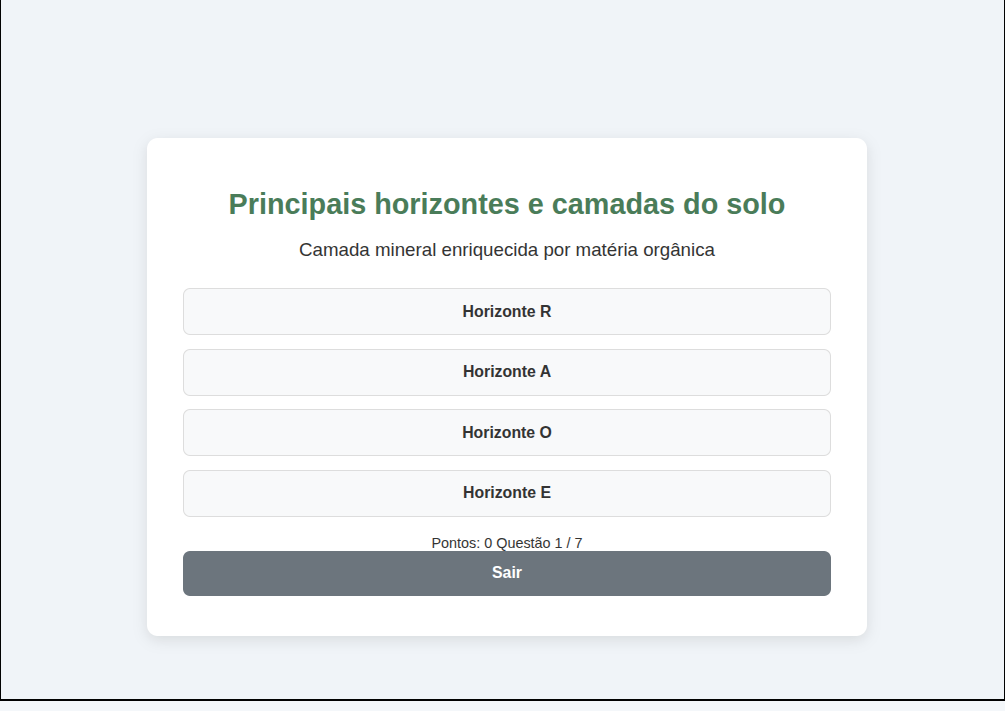 Principais horizontes e camadas do solo
Camada mineral enriquecida por matéria orgânica
Horizonte R
Horizonte A
Horizonte O
Horizonte E
Pontos: 0 Questão 1 / 7
Sair